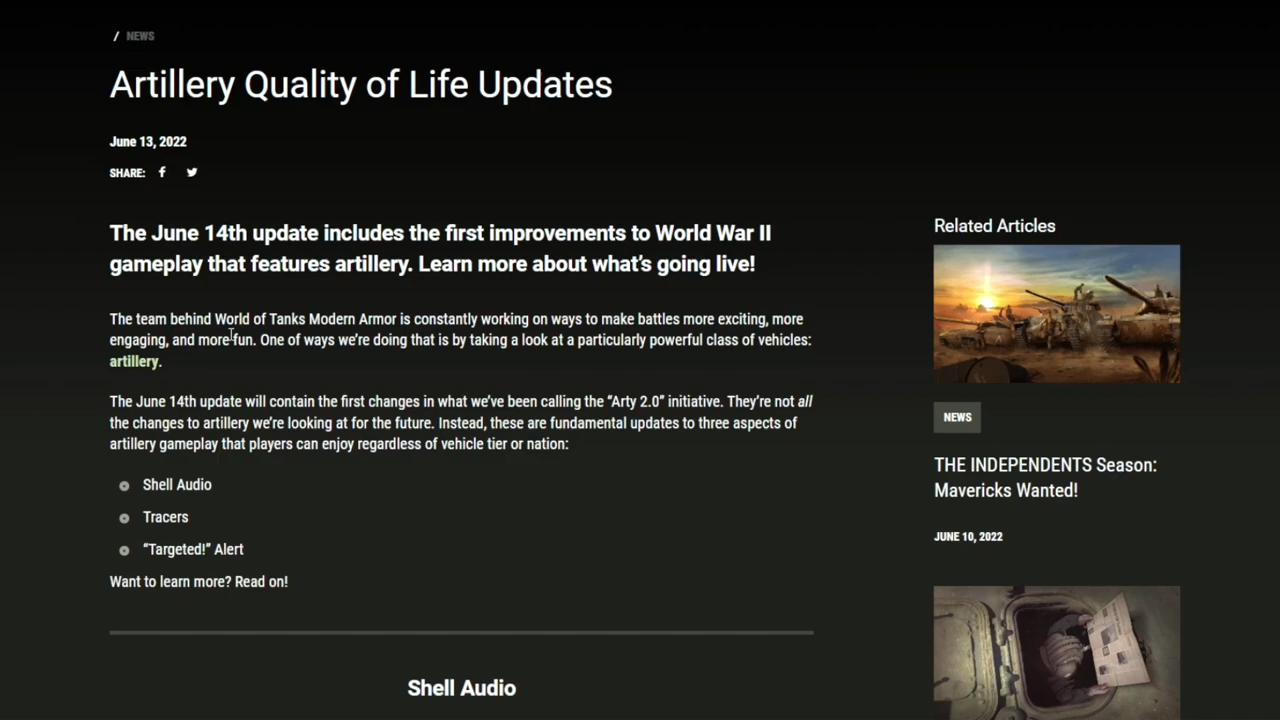 / NEWS
Artillery Quality of Life Updates
June 13, 2022
SHARE:
The June 14th update includes the first improvements to World War II
gameplay that features artillery. Learn more about what's going live!
The team behind World of Tanks Modern Armor is constantly working on ways to make battles more exciting, more
engaging, and more fun. One of ways we're doing that is by taking a look at a particularly powerful class of vehicles:
artillery.
The June 14th update will contain the first changes in what we've been calling the “Arty 2.0” initiative. They're not all
the changes to artillery we're looking at for the future. Instead, these are fundamental updates to three aspects of
artillery gameplay that players can enjoy regardless of vehicle tier or nation:
Shell Audio
Tracers
“Targeted!” Alert
Want to learn more? Read on!
Shell Audio
Related Articles
NEWS
THE INDEPENDENTS Season:
Mavericks Wanted!
JUNE 10, 2022